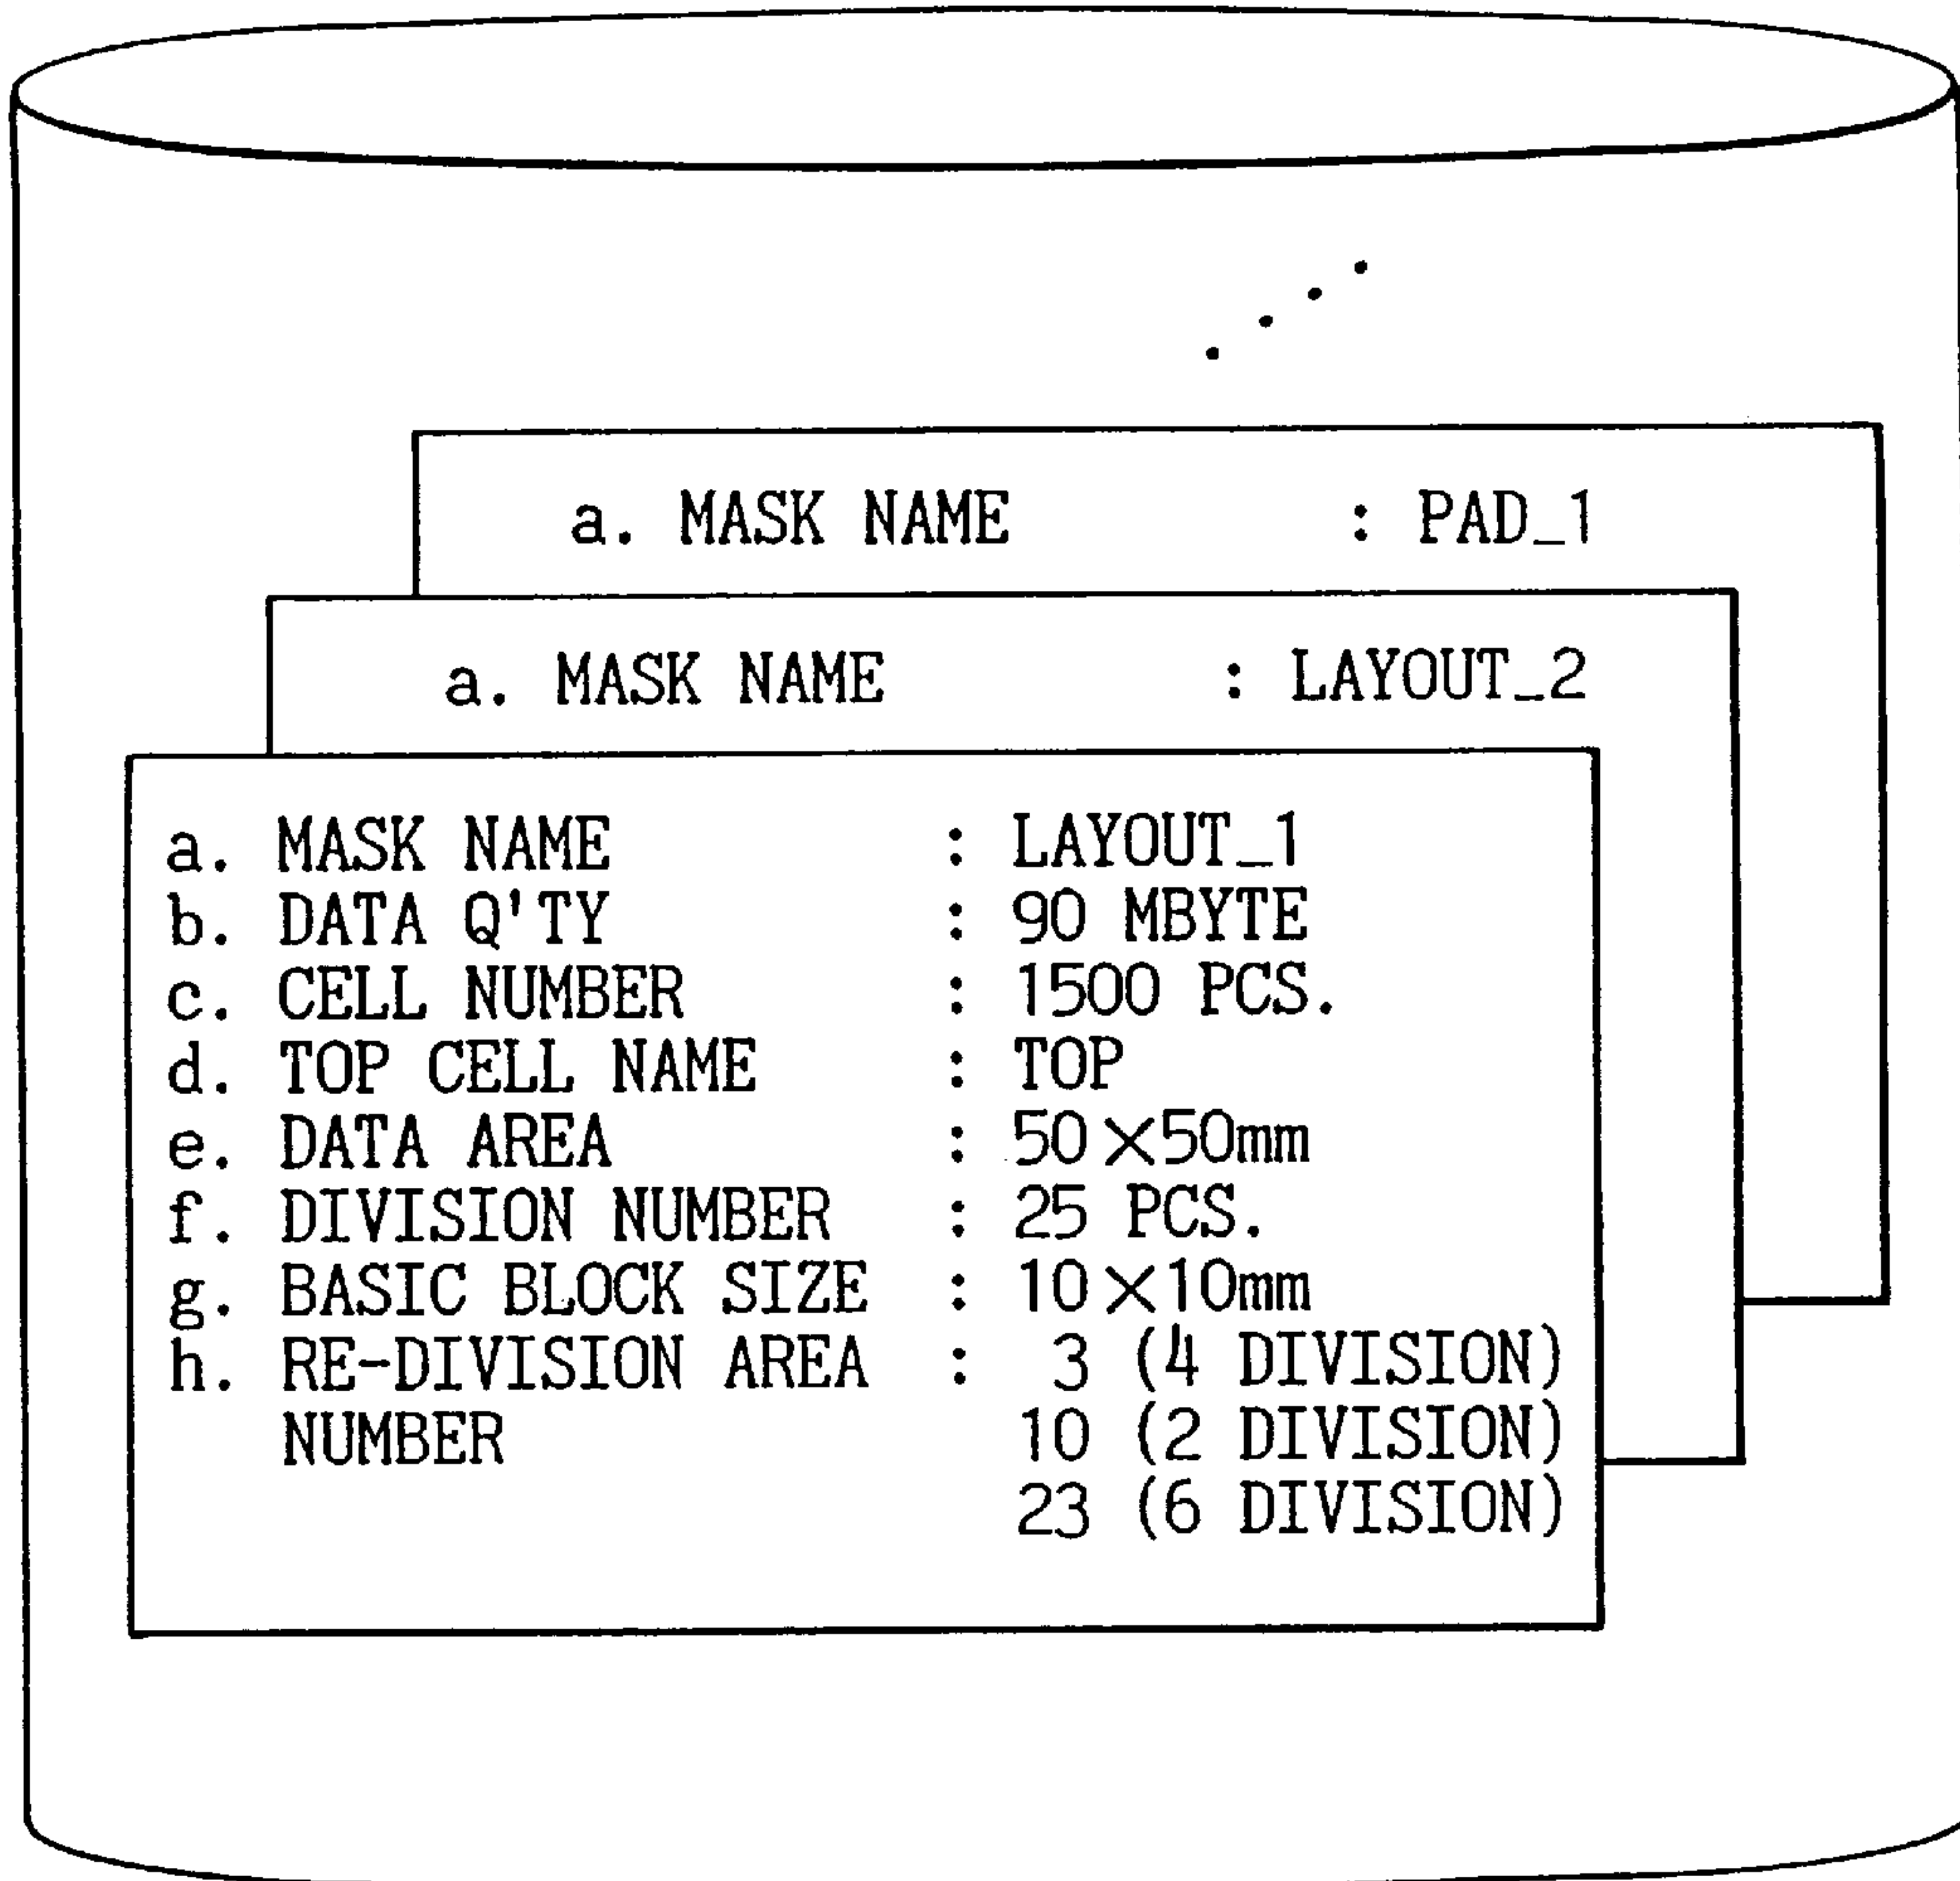 a. MASK NAME : PAD_1
a. MASK NAME : LAYOUT_2
a. MASK NAME : LAYOUT_1
b. DATA Q'TY : 90 MBYTE
c. CELL NUMBER : 1500 PCS.
d. TOP CELL NAME : TOP
e. DATA AREA : 50×50mm
f. DIVISION NUMBER : 25 PCS.
g. BASIC BLOCK SIZE : 10×10mm
h. RE-DIVISION AREA : 3 (4 DIVISION)
NUMBER 10 (2 DIVISION)
23 (6 DIVISION)